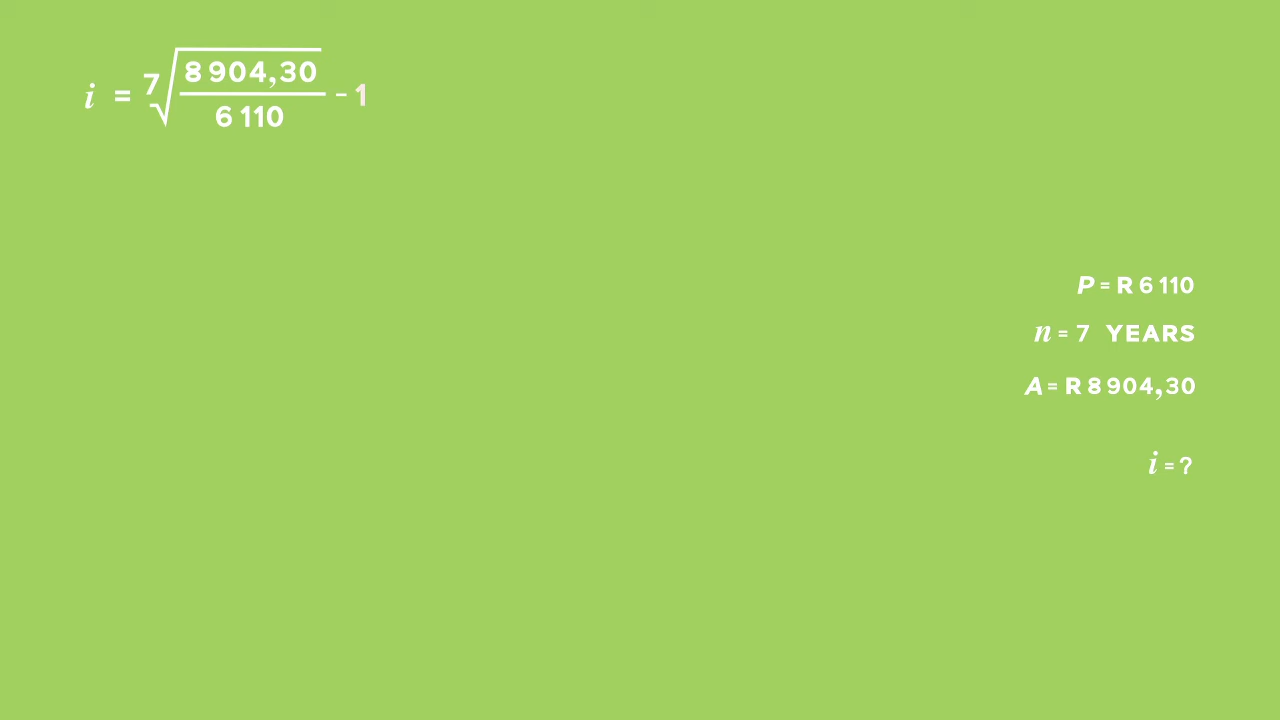 i = ⁷√(8 904,30 / 6 110) - 1
P = R 6 110
n = 7 YEARS
A = R 8 904,30
i = ?